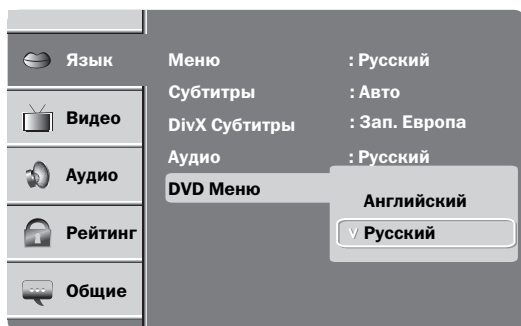 Язык
Видео
Аудио
Рейтинг
Общие
Меню : Русский
Субтитры : Авто
DivX Субтитры : Зап. Европа
Аудио : Русский
DVD Меню
Английский
V Русский